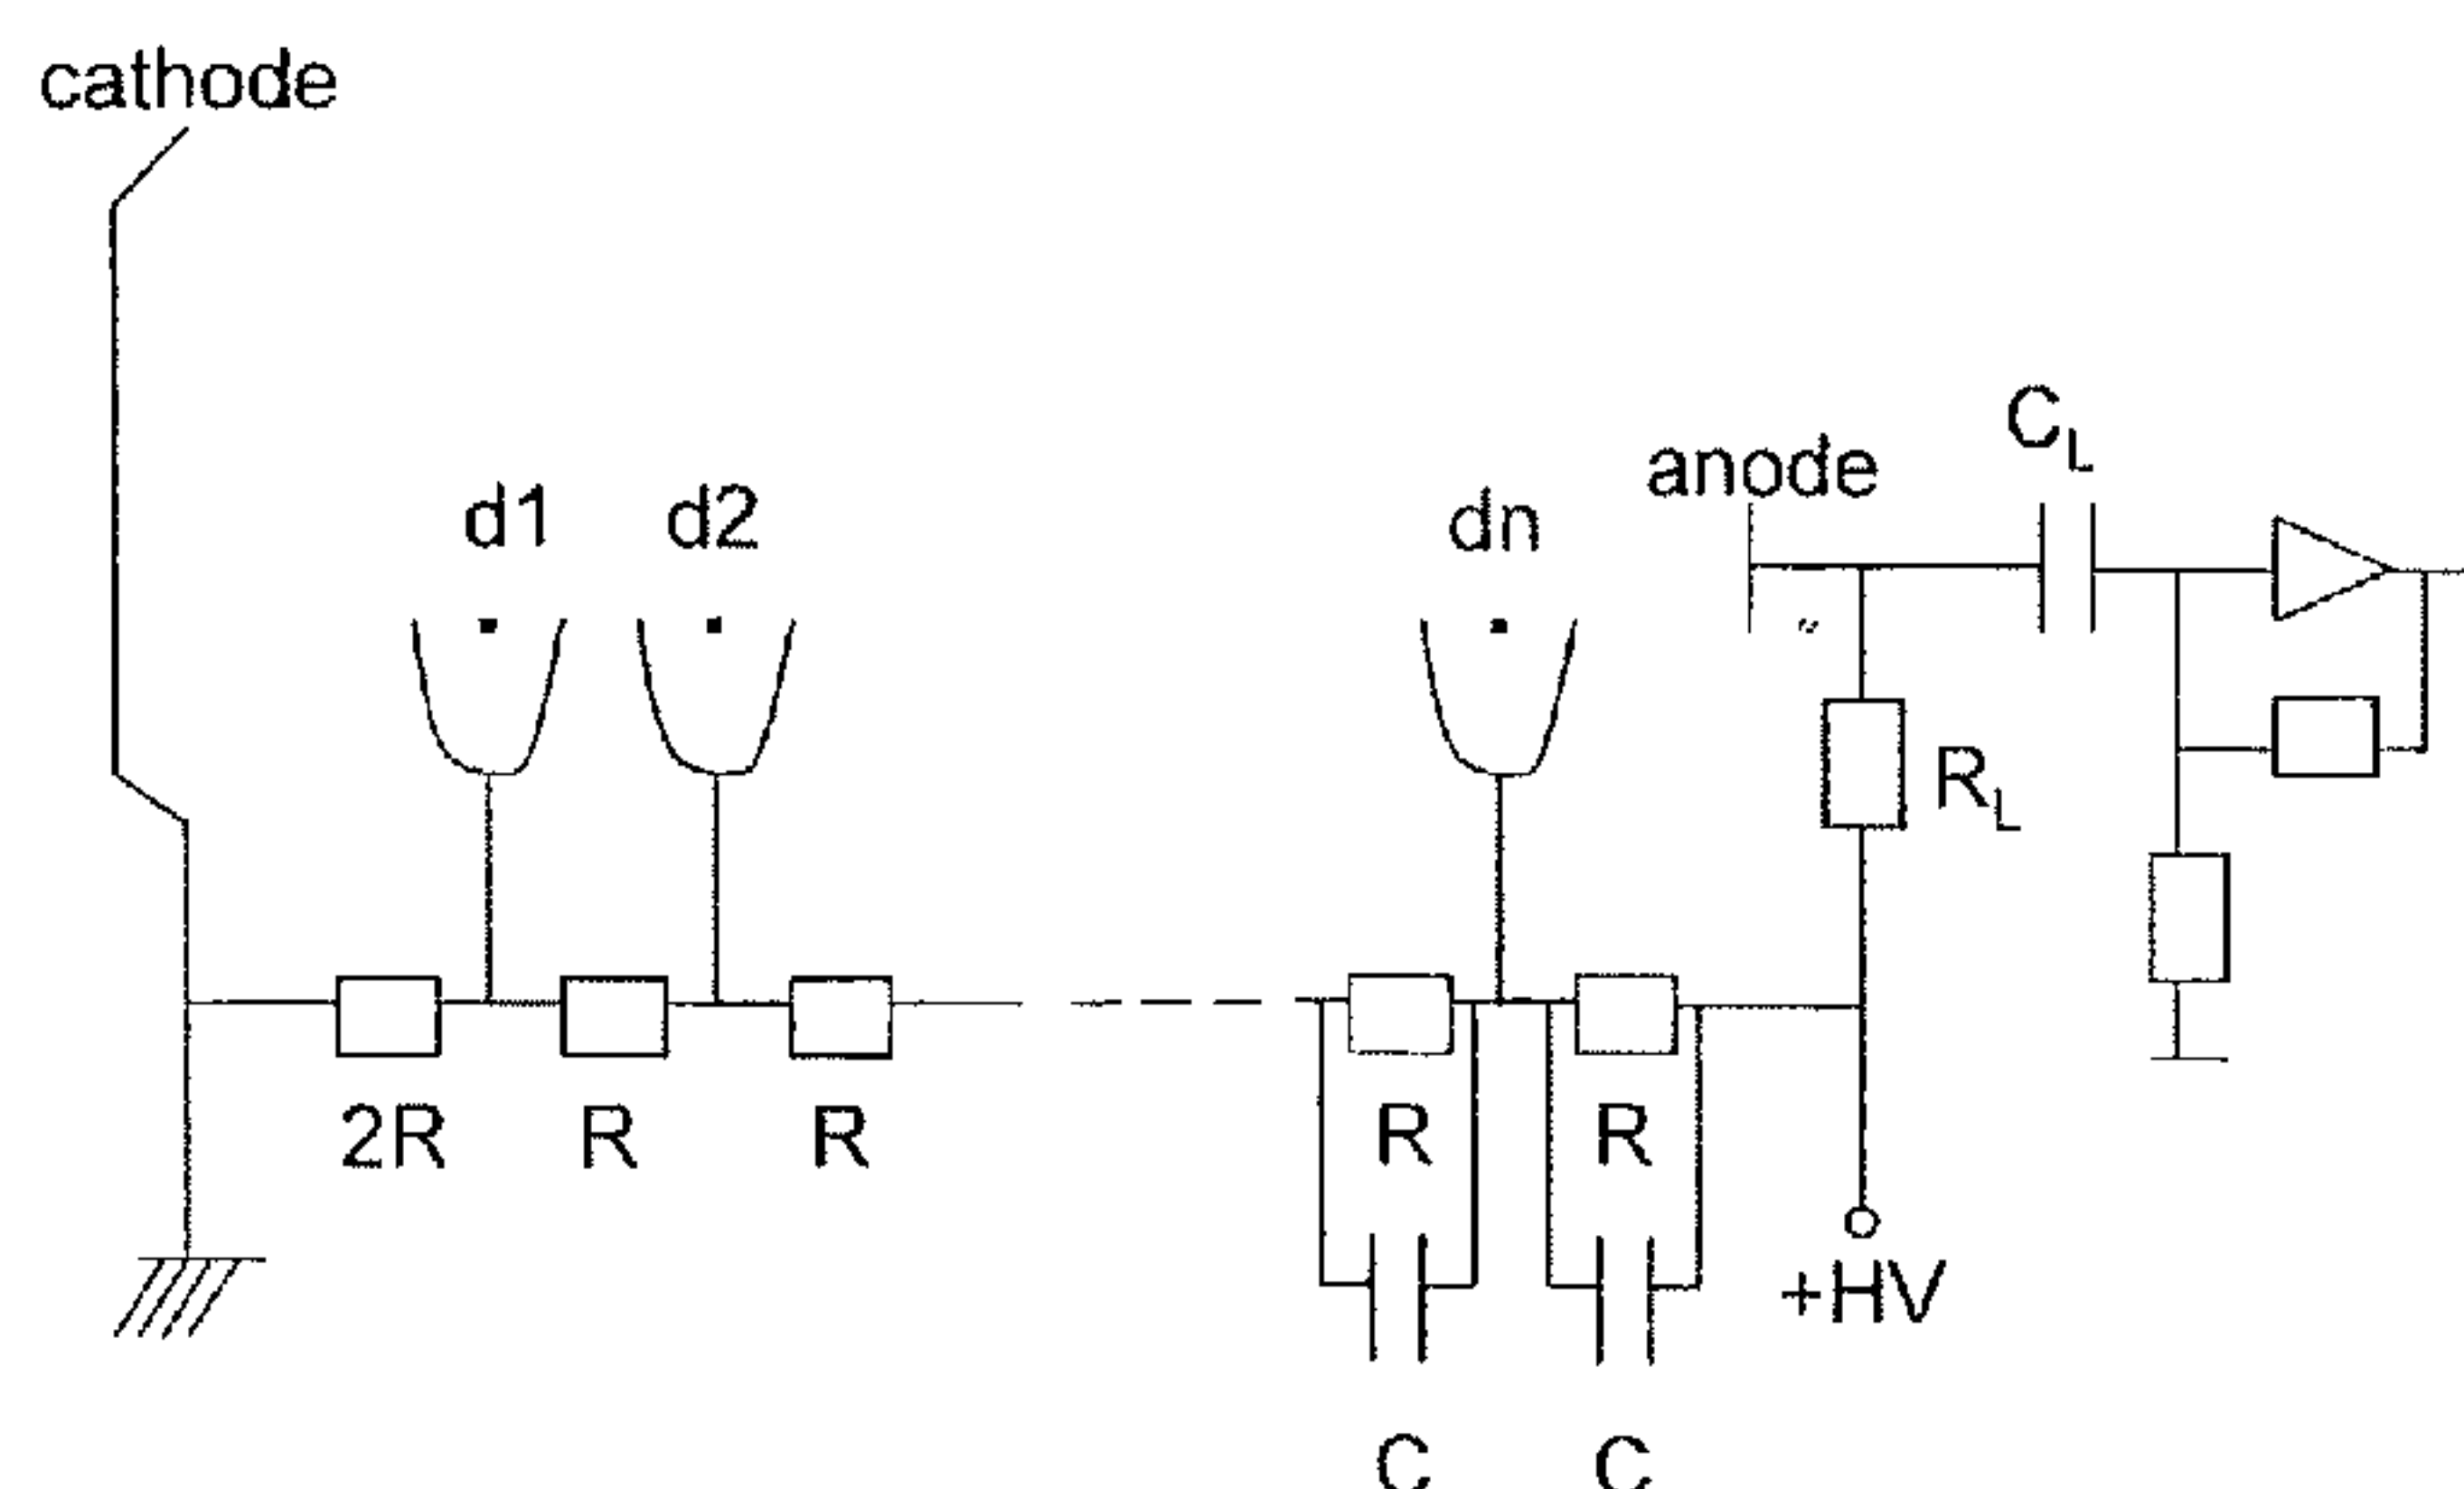 cathode
C_L
anode
d1 d2 dn
R_L
2R R R R R
+HV
C C